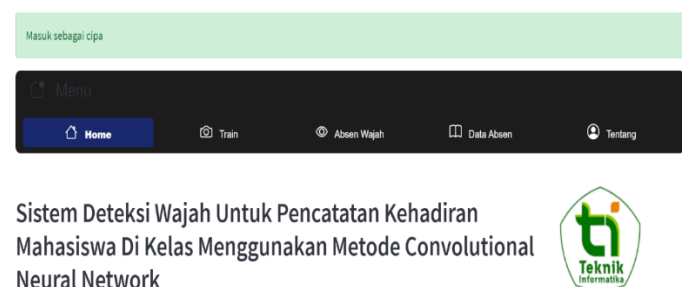 Masuk sebagai cipa
Menu
Home Train Absen Wajah Data Absen Tentang
Sistem Deteksi Wajah Untuk Pencatatan Kehadiran
Mahasiswa Di Kelas Menggunakan Metode Convolutional
Neural Network
ti
Teknik
Informatika